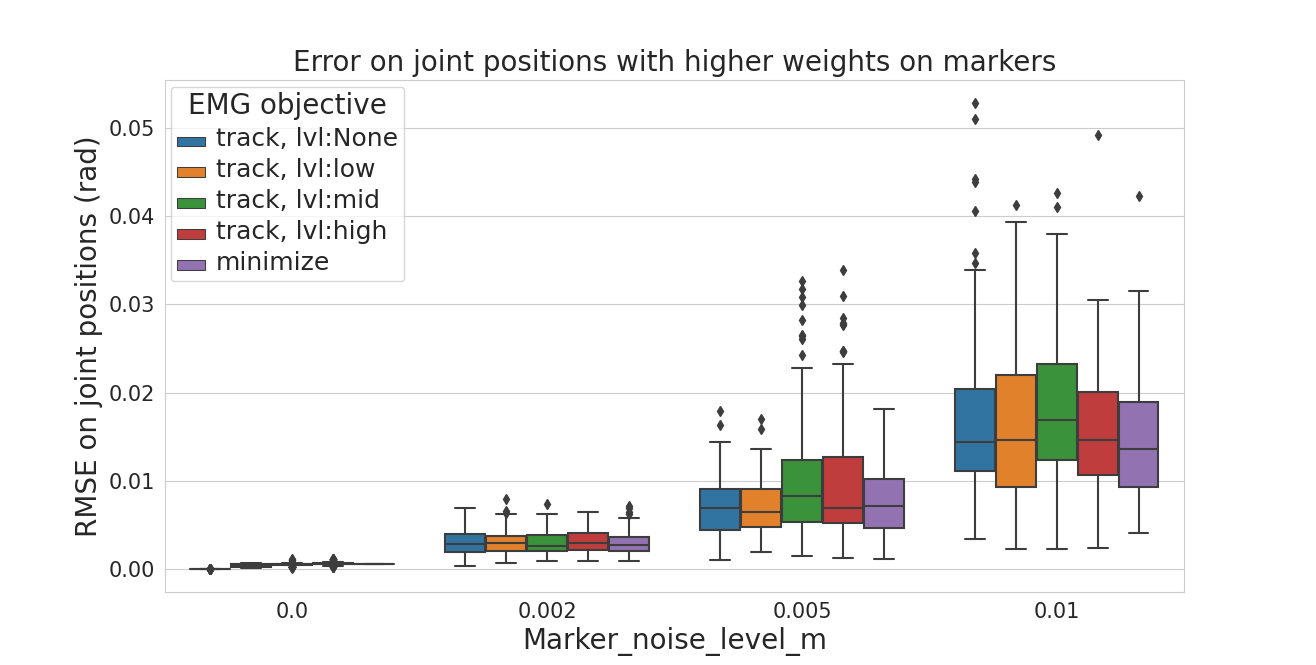 Error on joint positions with higher weights on markers
EMG objective
track, lvl:None
track, lvl:low
track, lvl:mid
track, lvl:high
minimize
RMSE on joint positions (rad)
0.05
0.04
0.03
0.02
0.01
0.00
0.0
0.002
0.005
0.01
Marker_noise_level_m